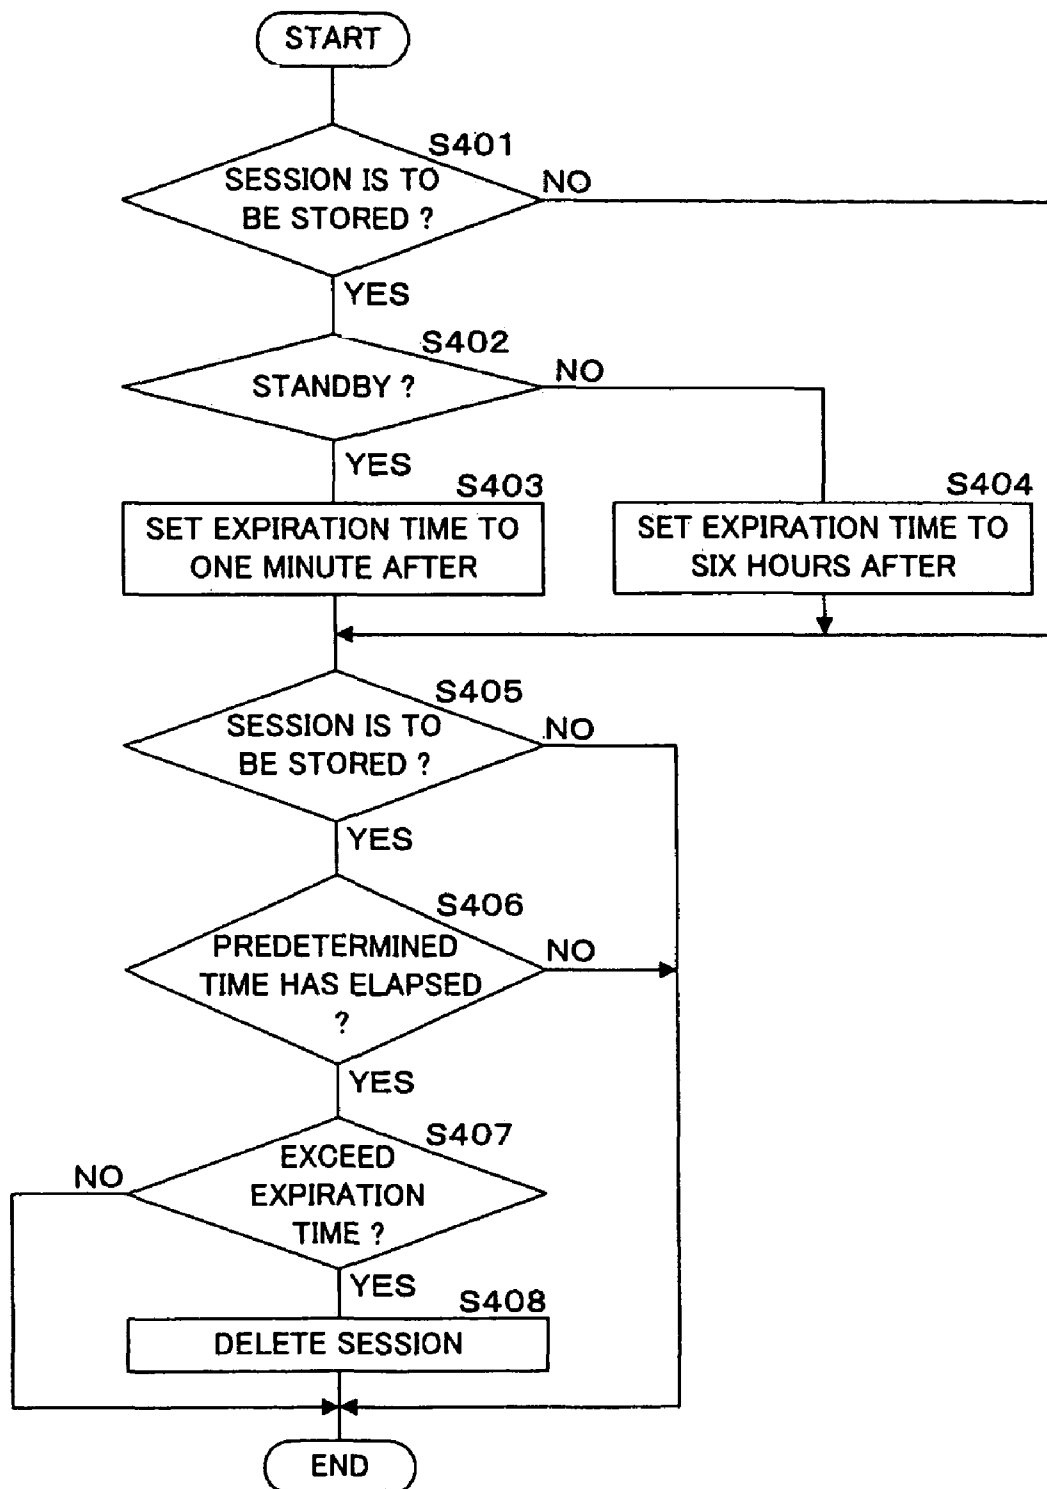 START
S401
SESSION IS TO
BE STORED ?
NO
YES
S402
STANDBY ?
NO
YES
S403
SET EXPIRATION TIME TO
ONE MINUTE AFTER
S404
SET EXPIRATION TIME TO
SIX HOURS AFTER
S405
SESSION IS TO
BE STORED ?
NO
YES
S406
PREDETERMINED
TIME HAS ELAPSED
?
NO
YES
S407
EXCEED
EXPIRATION
TIME ?
NO
YES
S408
DELETE SESSION
END